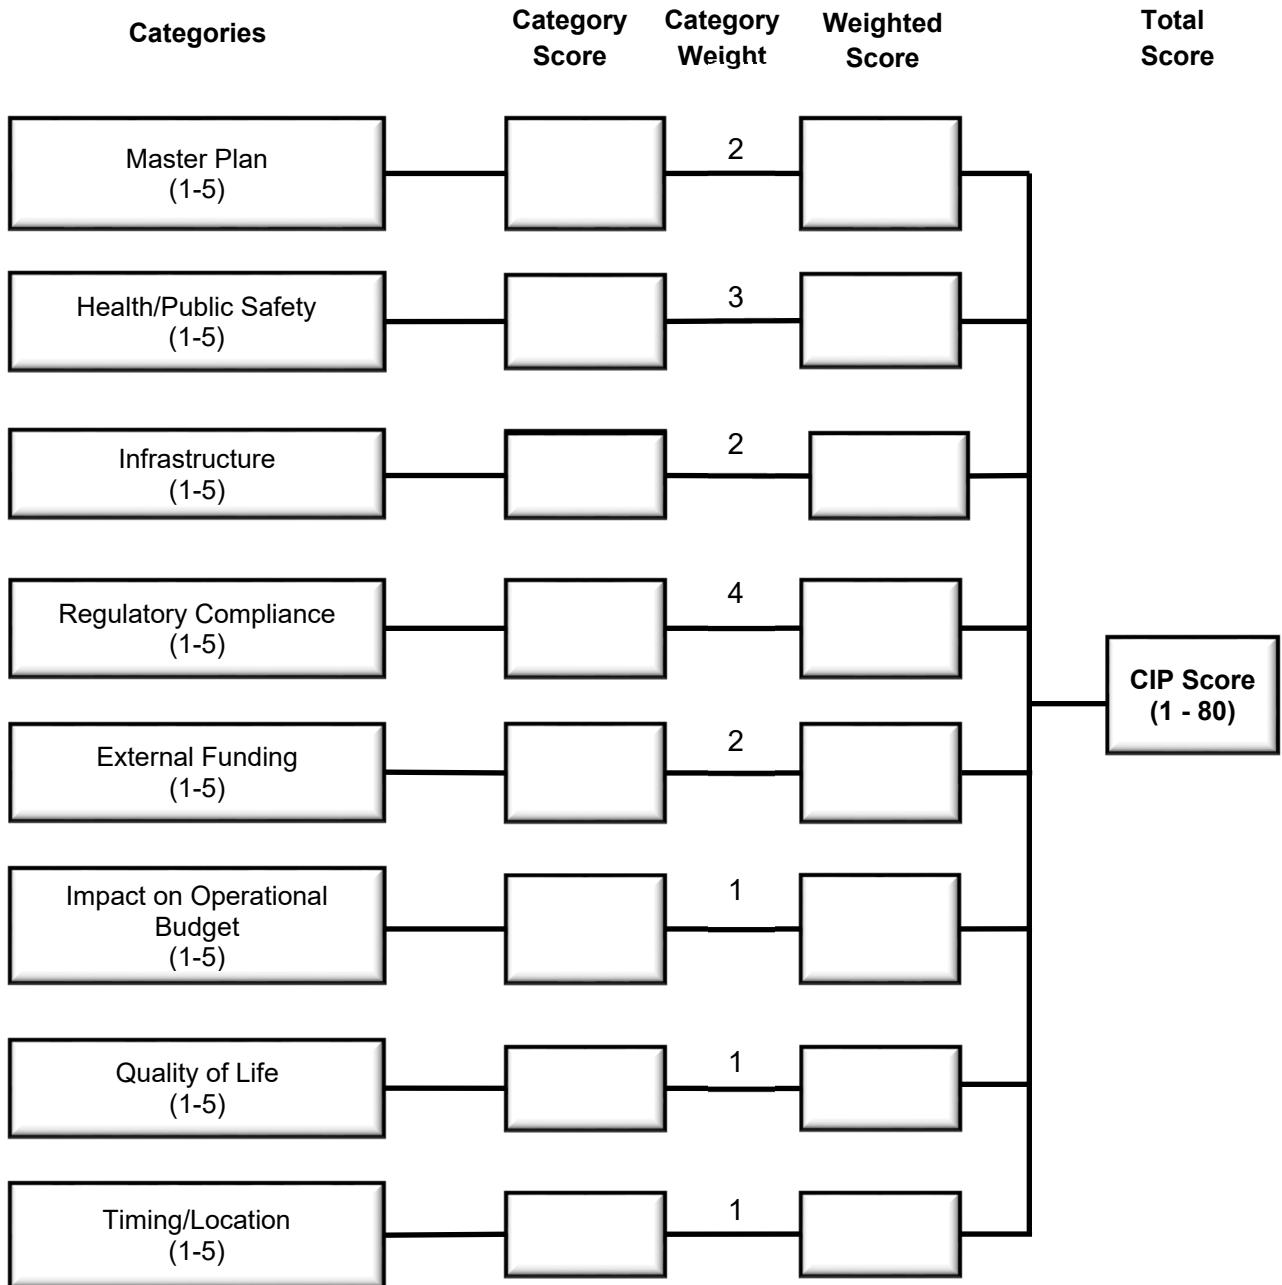 Categories
Category
Score
Category
Weight
Weighted
Score
Total
Score
Master Plan
(1-5)
2
Health/Public Safety
(1-5)
3
Infrastructure
(1-5)
2
Regulatory Compliance
(1-5)
4
External Funding
(1-5)
2
Impact on Operational
Budget
(1-5)
1
Quality of Life
(1-5)
1
Timing/Location
(1-5)
1
CIP Score
(1 - 80)